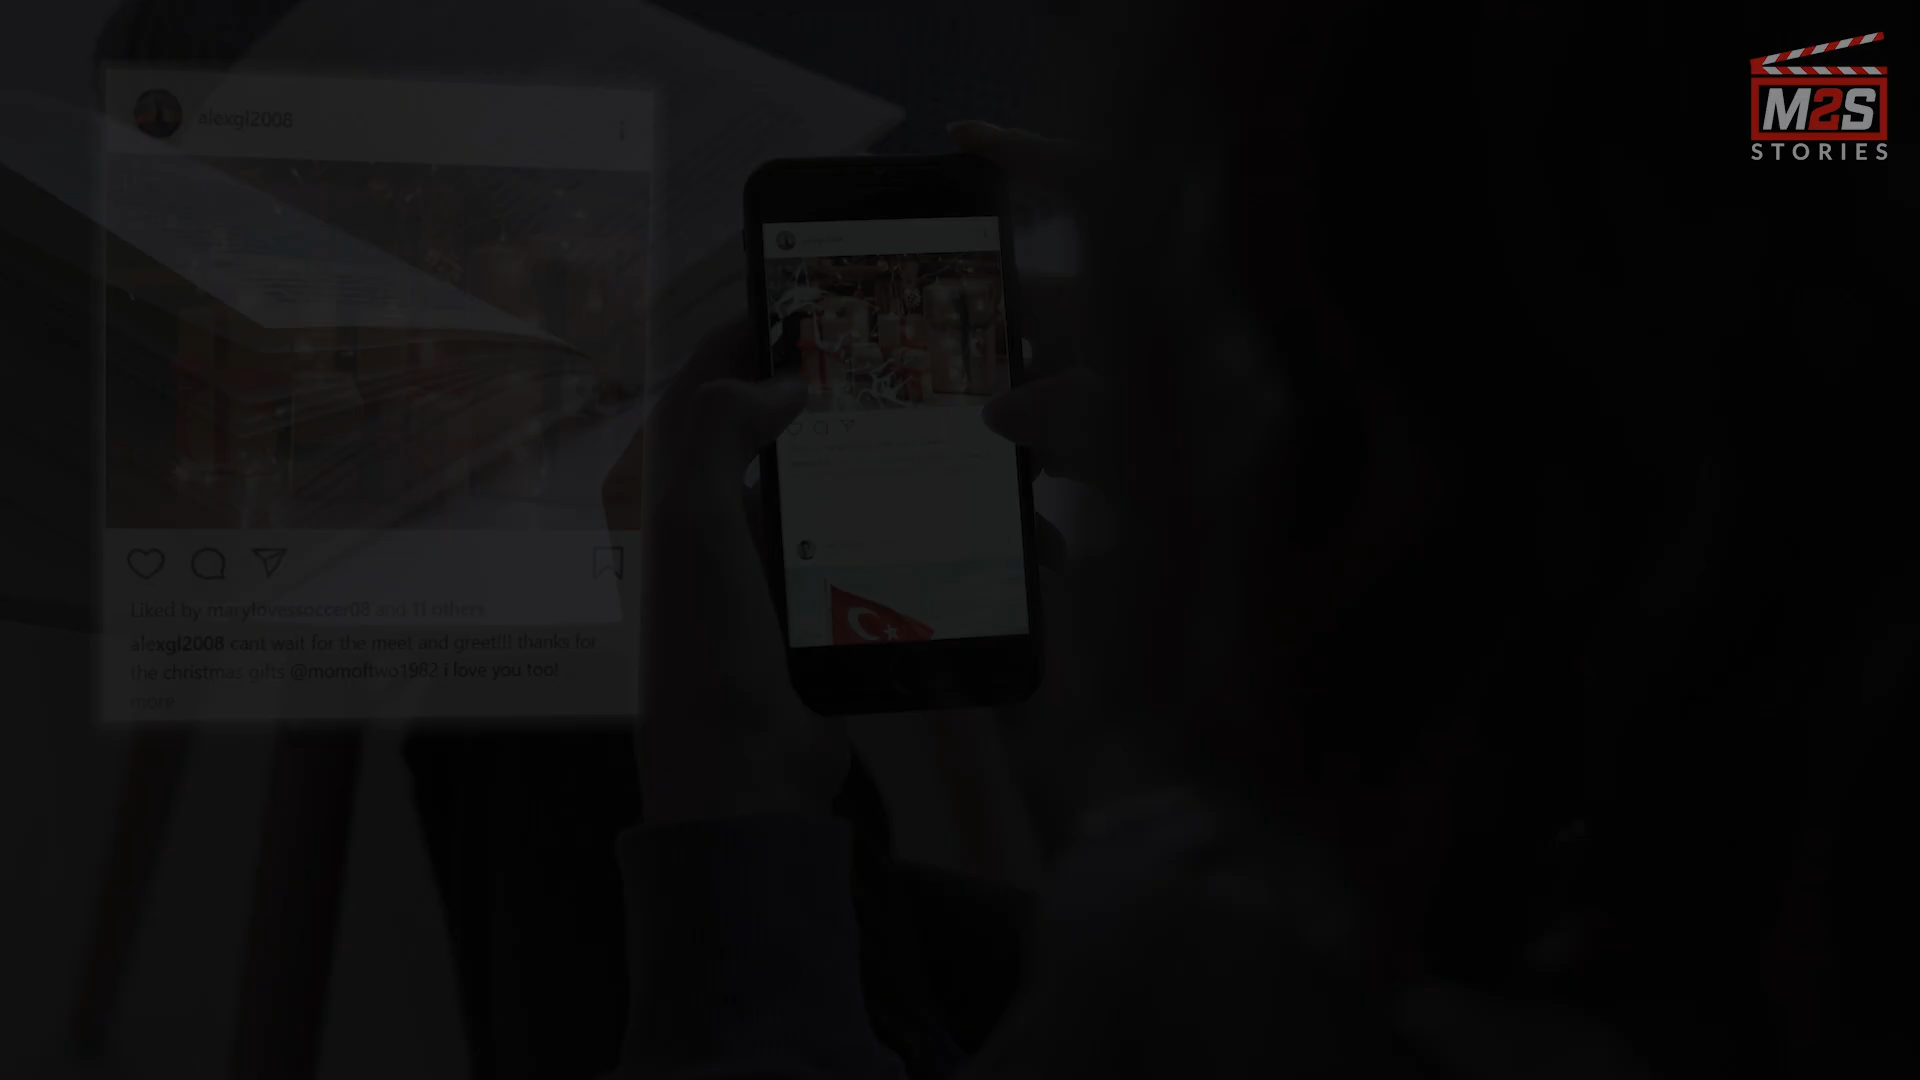 M2S
STORIES
alexgl2008
Liked by marylovessoccer08 and 11 others
alexgl2008 cant wait for the meet and greet!!! thanks for
the christmas gifts @momoftwo1982 i love you too!
more